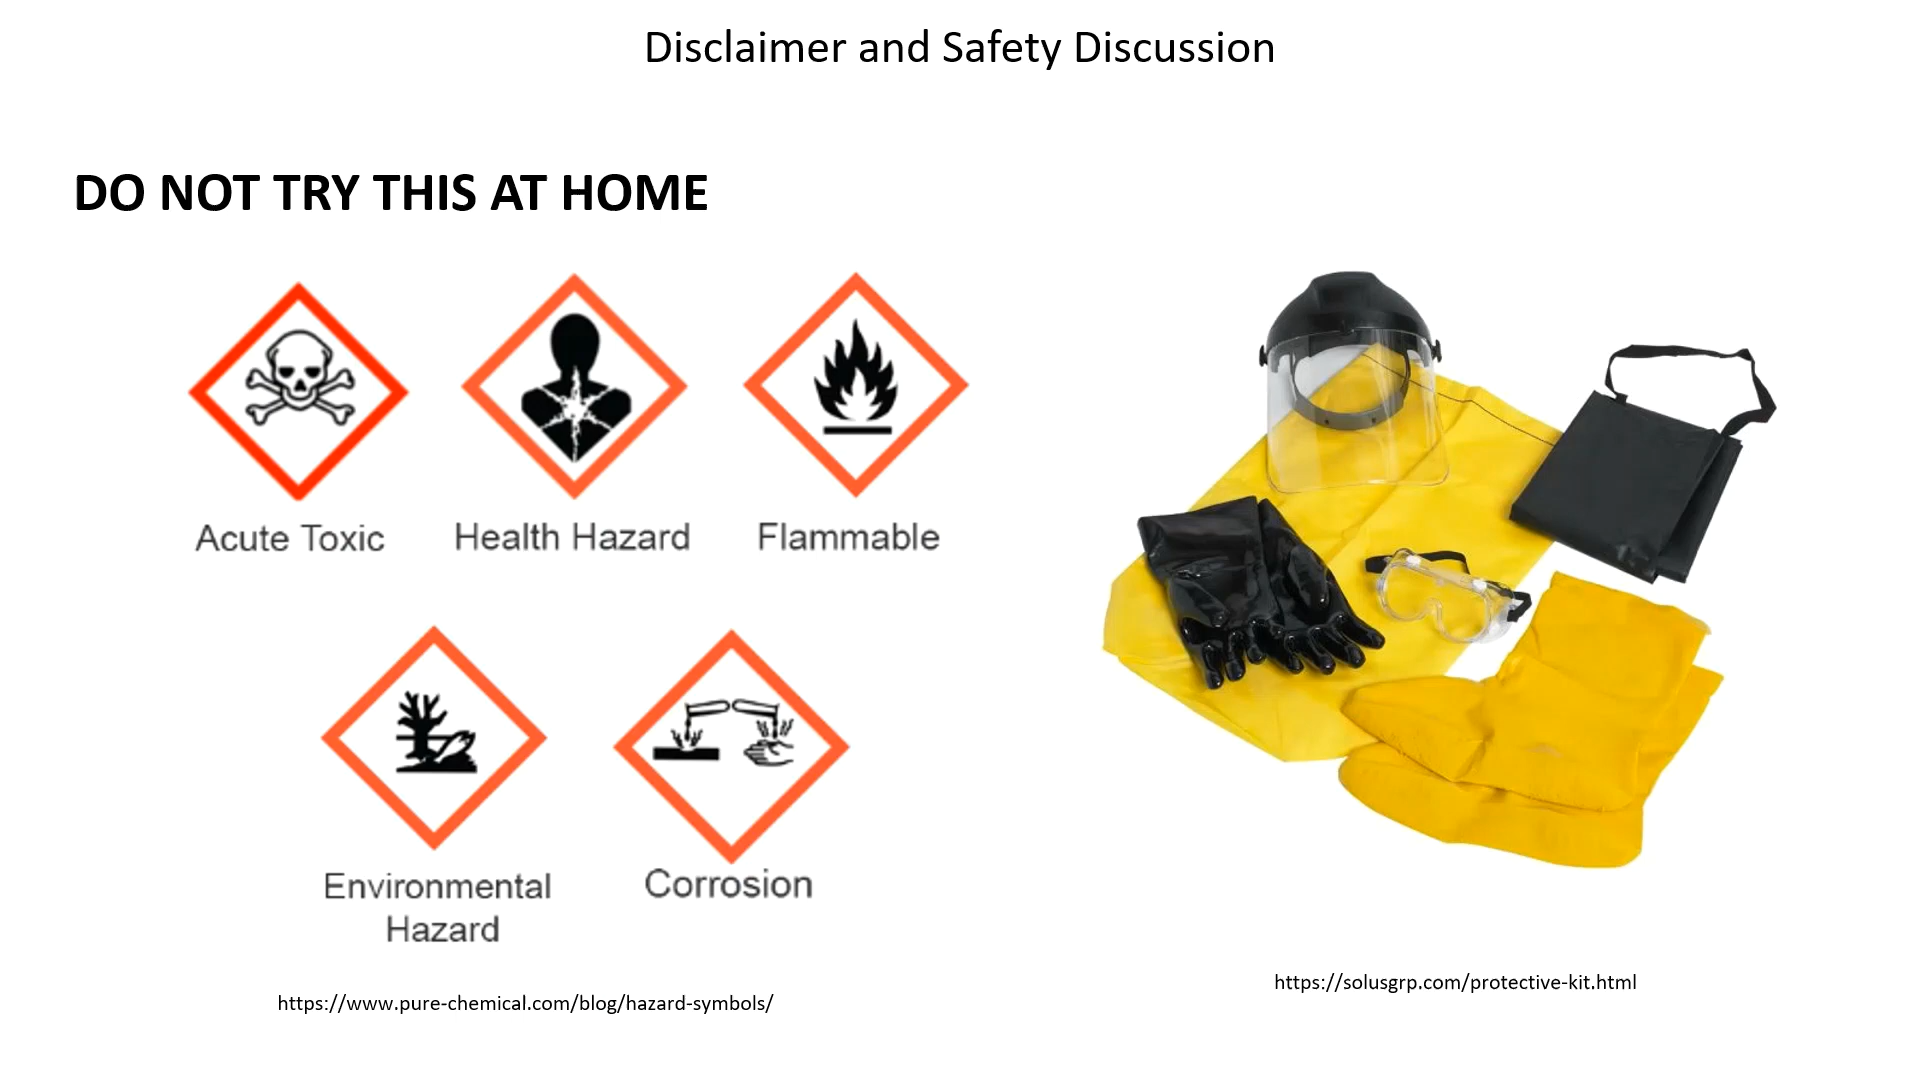 Disclaimer and Safety Discussion
DO NOT TRY THIS AT HOME
Acute Toxic
Health Hazard
Flammable
Environmental
Hazard
Corrosion
https://www.pure-chemical.com/blog/hazard-symbols/
https://solusgrp.com/protective-kit.html